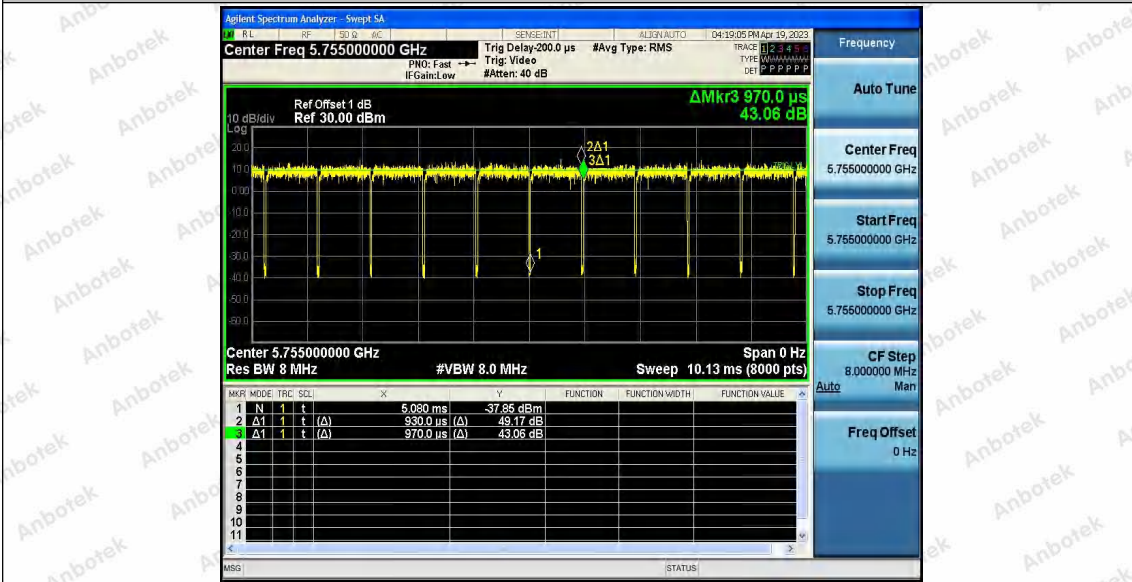 Agilent Spectrum Analyzer - Swept SA
RL RF 50 Ω AC SENSE:INT ALIGNAUTO 04:19:05 PM Apr 19, 2023
Center Freq 5.755000000 GHz
PNO: Fast
IFGain:Low
Trig Delay-200.0 µs
Trig: Video
#Atten: 40 dB
#Avg Type: RMS
TRACE 1 2 3 4 5 6
TYPE
DET P P P P P P
ΔMkr3 970.0 µs
43.06 dB
Ref Offset 1 dB
10 dB/div Ref 30.00 dBm
Log
20.0
10.0
0.00
-10.0
-20.0
-30.0
-40.0
-50.0
-60.0
2Δ1
3Δ1
1
Center 5.755000000 GHz Span 0 Hz
Res BW 8 MHz #VBW 8.0 MHz Sweep 10.13 ms (8000 pts)
MKR MODE TRC SCL X Y FUNCTION FUNCTION WIDTH FUNCTION VALUE
1 N 1 t 5.080 ms -37.85 dBm
2 Δ1 1 t (Δ) 930.0 µs (Δ) 49.17 dB
3 Δ1 1 t (Δ) 970.0 µs (Δ) 43.06 dB
4
5
6
7
8
9
10
11
MSG STATUS
Frequency
Auto Tune
Center Freq
5.755000000 GHz
Start Freq
5.755000000 GHz
Stop Freq
5.755000000 GHz
CF Step
8.000000 MHz
Auto Man
Freq Offset
0 Hz
Anbotek